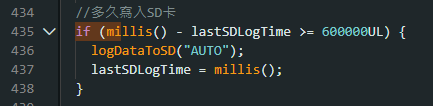 434 //多久寫入SD卡
435 if (millis() - lastSDLogTime >= 600000UL) {
436 logDataToSD("AUTO");
437 lastSDLogTime = millis();
438 }